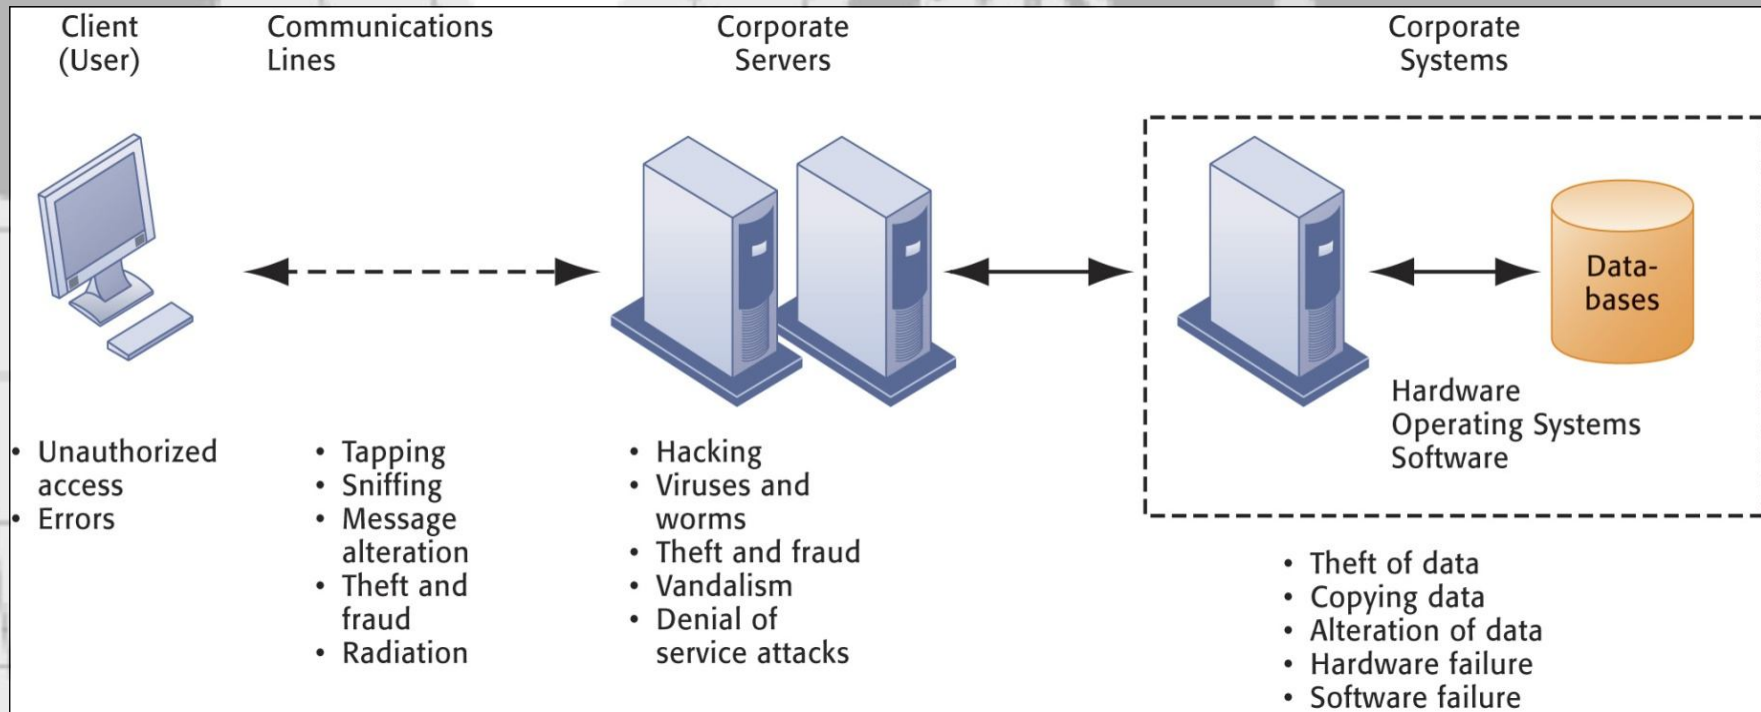 Client
(User)
Communications
Lines
Corporate
Servers
Corporate
Systems
Data-
bases
Hardware
Operating Systems
Software
• Unauthorized
access
• Errors
• Tapping
• Sniffing
• Message
alteration
• Theft and
fraud
• Radiation
• Hacking
• Viruses and
worms
• Theft and fraud
• Vandalism
• Denial of
service attacks
• Theft of data
• Copying data
• Alteration of data
• Hardware failure
• Software failure